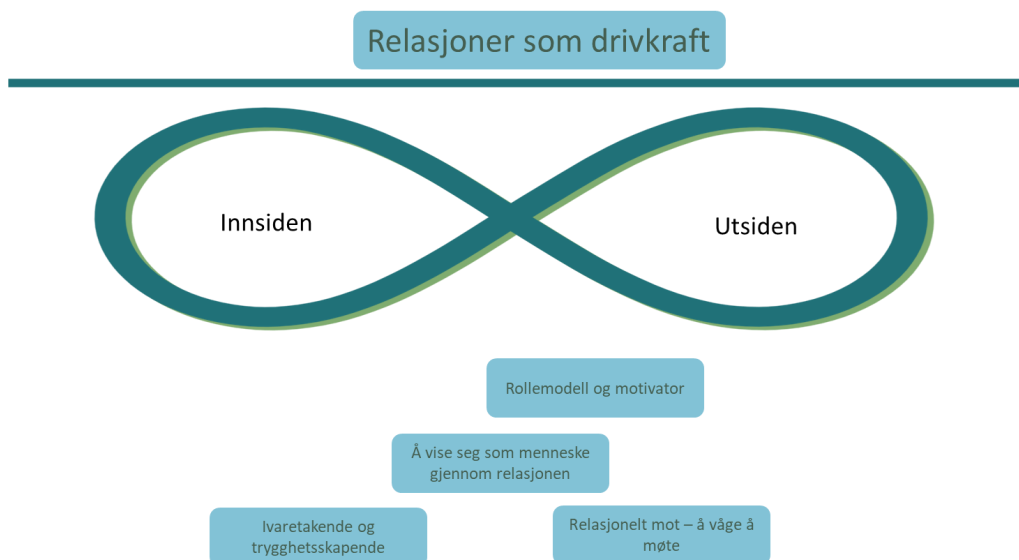 Relasjoner som drivkraft
Innsiden
Utsiden
Rollemodell og motivator
Å vise seg som menneske
gjennom relasjonen
Ivaretakende og
trygghetsskapende
Relasjonelt mot – å våge å
møte